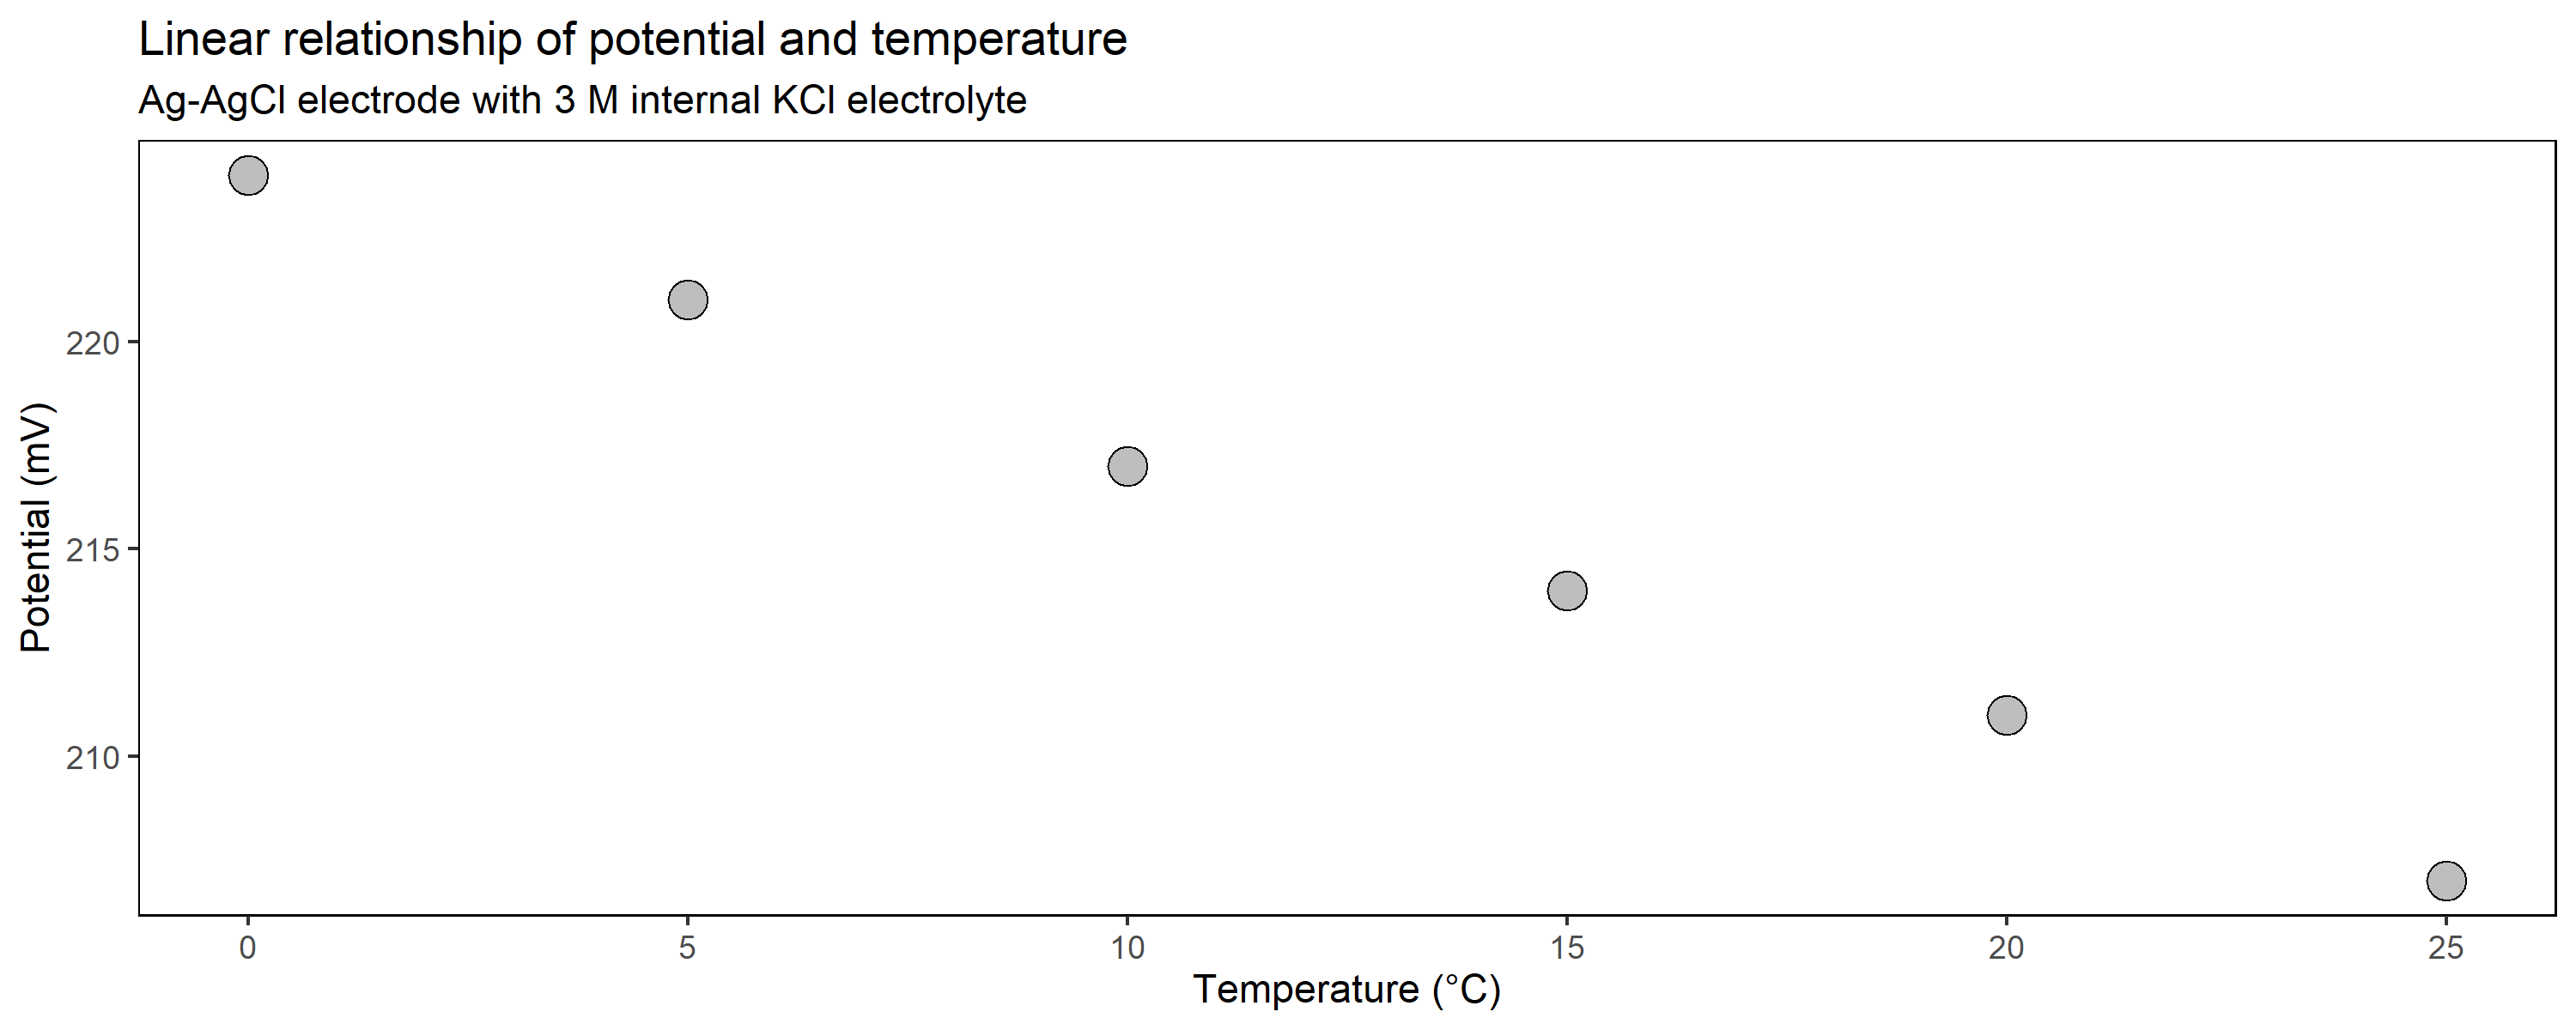 Linear relationship of potential and temperature
Ag-AgCl electrode with 3 M internal KCl electrolyte
220
215
210
Potential (mV)
0 5 10 15 20 25
Temperature (°C)